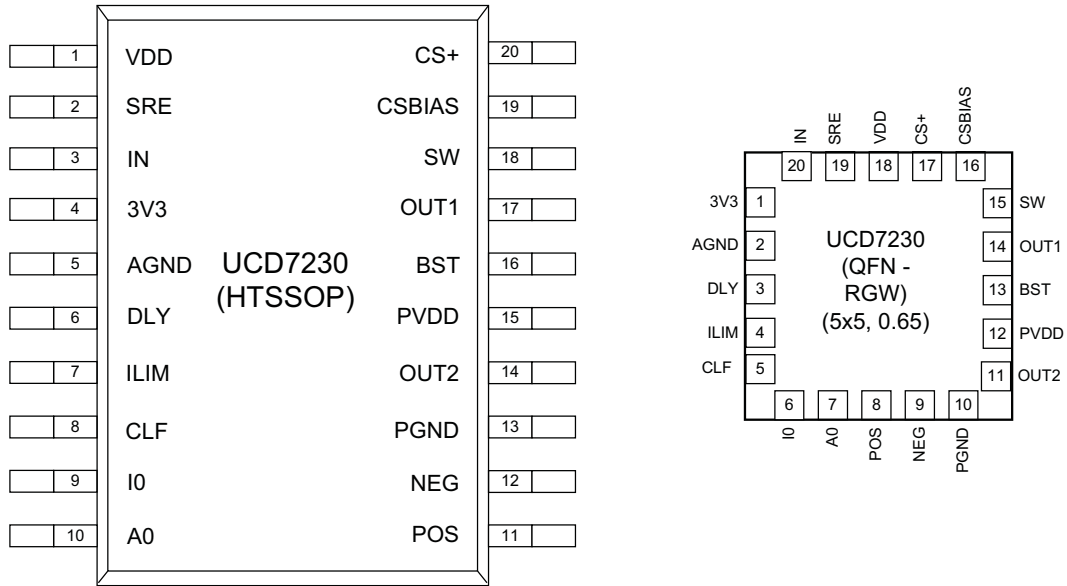 1 VDD CS+ 20
2 SRE CSBIAS 19
3 IN SW 18
4 3V3 OUT1 17
5 AGND BST 16
6 DLY PVDD 15
7 ILIM OUT2 14
8 CLF PGND 13
9 I0 NEG 12
10 A0 POS 11
UCD7230
(HTSSOP)
IN SRE VDD CS+ CSBIAS
20 19 18 17 16
3V3 1 15 SW
AGND 2 14 OUT1
DLY 3 13 BST
ILIM 4 12 PVDD
CLF 5 11 OUT2
UCD7230
(QFN -
RGW)
(5x5, 0.65)
6 7 8 9 10
I0 A0 POS NEG PGND